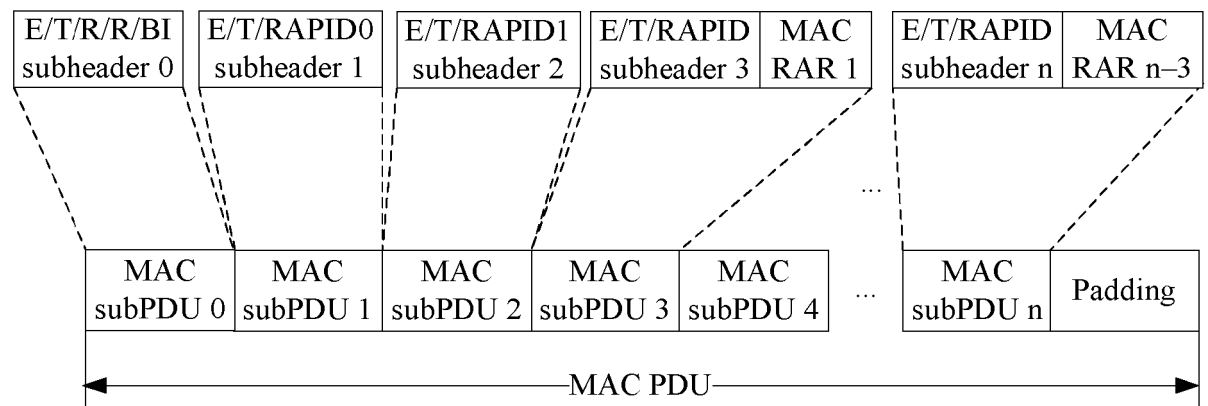 E/T/R/R/BI
subheader 0
E/T/RAPID0
subheader 1
E/T/RAPID1
subheader 2
E/T/RAPID
subheader 3
MAC
RAR 1
E/T/RAPID
subheader n
MAC
RAR n–3
...
MAC
subPDU 0
MAC
subPDU 1
MAC
subPDU 2
MAC
subPDU 3
MAC
subPDU 4
...
MAC
subPDU n
Padding
MAC PDU